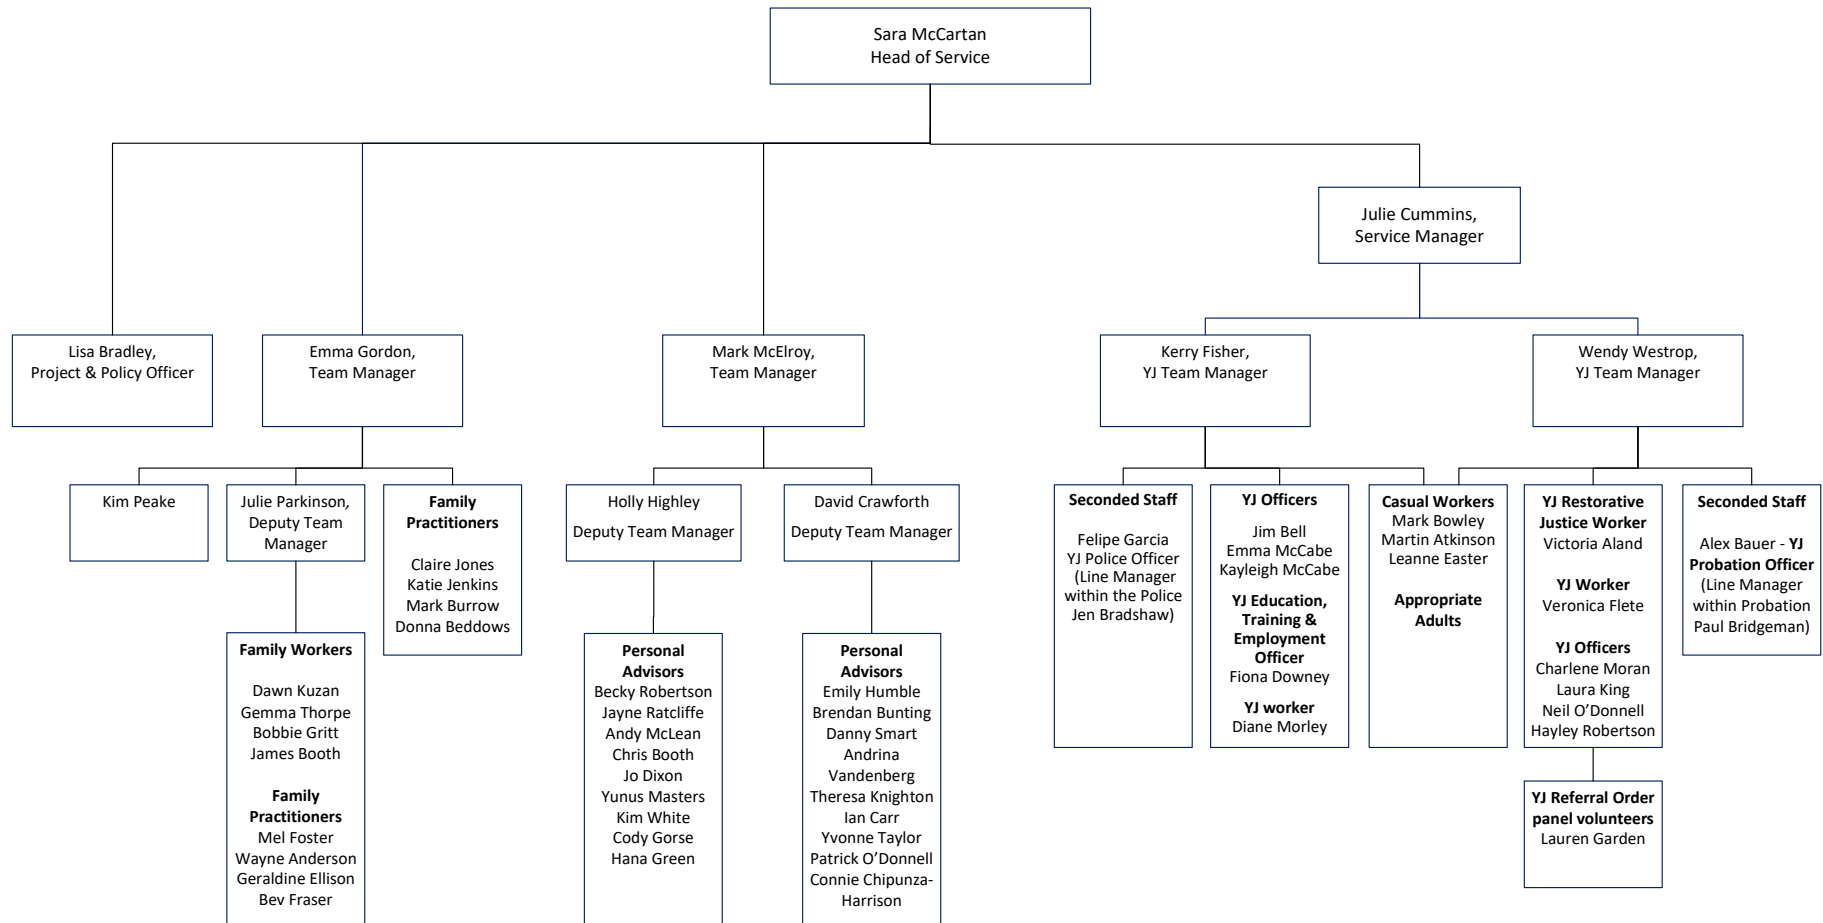 Sara McCartan
Head of Service
Julie Cummins,
Service Manager
Lisa Bradley,
Project & Policy Officer
Emma Gordon,
Team Manager
Mark McElroy,
Team Manager
Kerry Fisher,
YJ Team Manager
Wendy Westrop,
YJ Team Manager
Kim Peake
Julie Parkinson,
Deputy Team
Manager
Family
Practitioners
Claire Jones
Katie Jenkins
Mark Burrow
Donna Beddows
Holly Highley
Deputy Team Manager
David Crawforth
Deputy Team Manager
Seconded Staff
Felipe Garcia
YJ Police Officer
(Line Manager
within the Police
Jen Bradshaw)
YJ Officers
Jim Bell
Emma McCabe
Kayleigh McCabe
YJ Education,
Training &
Employment
Officer
Fiona Downey
YJ worker
Diane Morley
Casual Workers
Mark Bowley
Martin Atkinson
Leanne Easter
Appropriate
Adults
YJ Restorative
Justice Worker
Victoria Aland
YJ Worker
Veronica Flete
YJ Officers
Charlene Moran
Laura King
Neil O’Donnell
Hayley Robertson
Seconded Staff
Alex Bauer - YJ
Probation Officer
(Line Manager
within Probation
Paul Bridgeman)
Family Workers
Dawn Kuzan
Gemma Thorpe
Bobbie Gritt
James Booth
Family
Practitioners
Mel Foster
Wayne Anderson
Geraldine Ellison
Bev Fraser
Personal
Advisors
Becky Robertson
Jayne Ratcliffe
Andy McLean
Chris Booth
Jo Dixon
Yunus Masters
Kim White
Cody Gorse
Hana Green
Personal
Advisors
Emily Humble
Brendan Bunting
Danny Smart
Andrina
Vandenberg
Theresa Knighton
Ian Carr
Yvonne Taylor
Patrick O’Donnell
Connie Chipunza-
Harrison
YJ Referral Order
panel volunteers
Lauren Garden